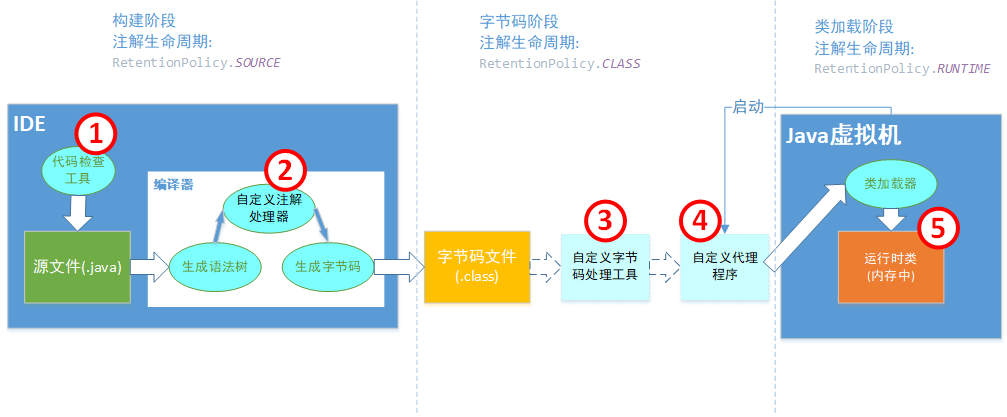 构建阶段
注解生命周期:
RetentionPolicy.SOURCE
字节码阶段
注解生命周期:
RetentionPolicy.CLASS
类加载阶段
注解生命周期:
RetentionPolicy.RUNTIME
IDE
1
代码检查
工具
编译器
2
自定义注解
处理器
源文件(.java)
生成语法树
生成字节码
字节码文件
(.class)
3
自定义字节
码处理工具
4
自定义代理
程序
启动
Java虚拟机
类加载器
5
运行时类
(内存中)